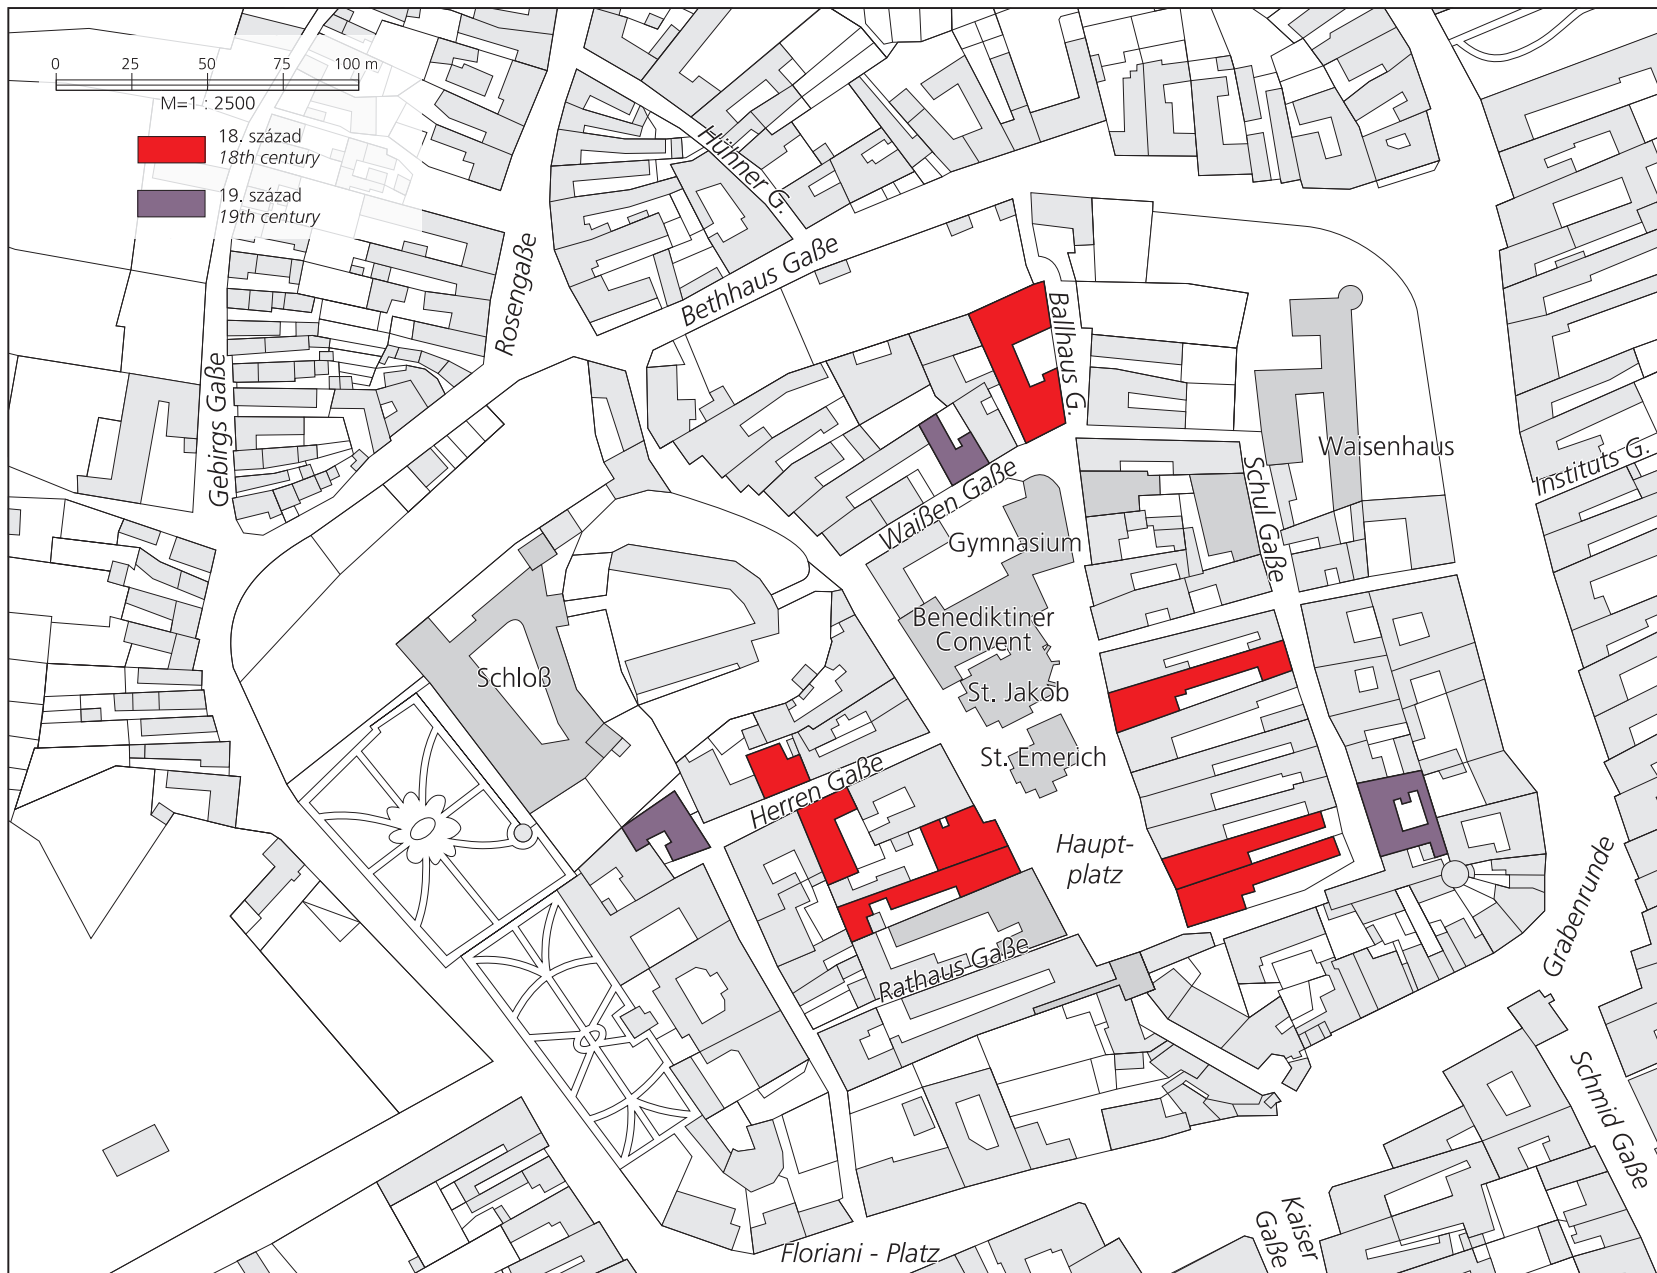 0 25 50 75 100 m
M=1 : 2500
18. század
18th century
19. század
19th century
Hühner G.
Rosengaße
Bethhaus Gaße
Gebirgs Gaße
Ballhaus G.
Waisenhaus
Instituts G.
Schul Gaße
Waißen Gaße
Gymnasium
Benediktiner
Convent
Schloß
St. Jakob
St. Emerich
Herren Gaße
Haupt-
platz
Rathaus Gaße
Grabenrunde
Schmid Gaße
Kaiser
Gaße
Floriani - Platz